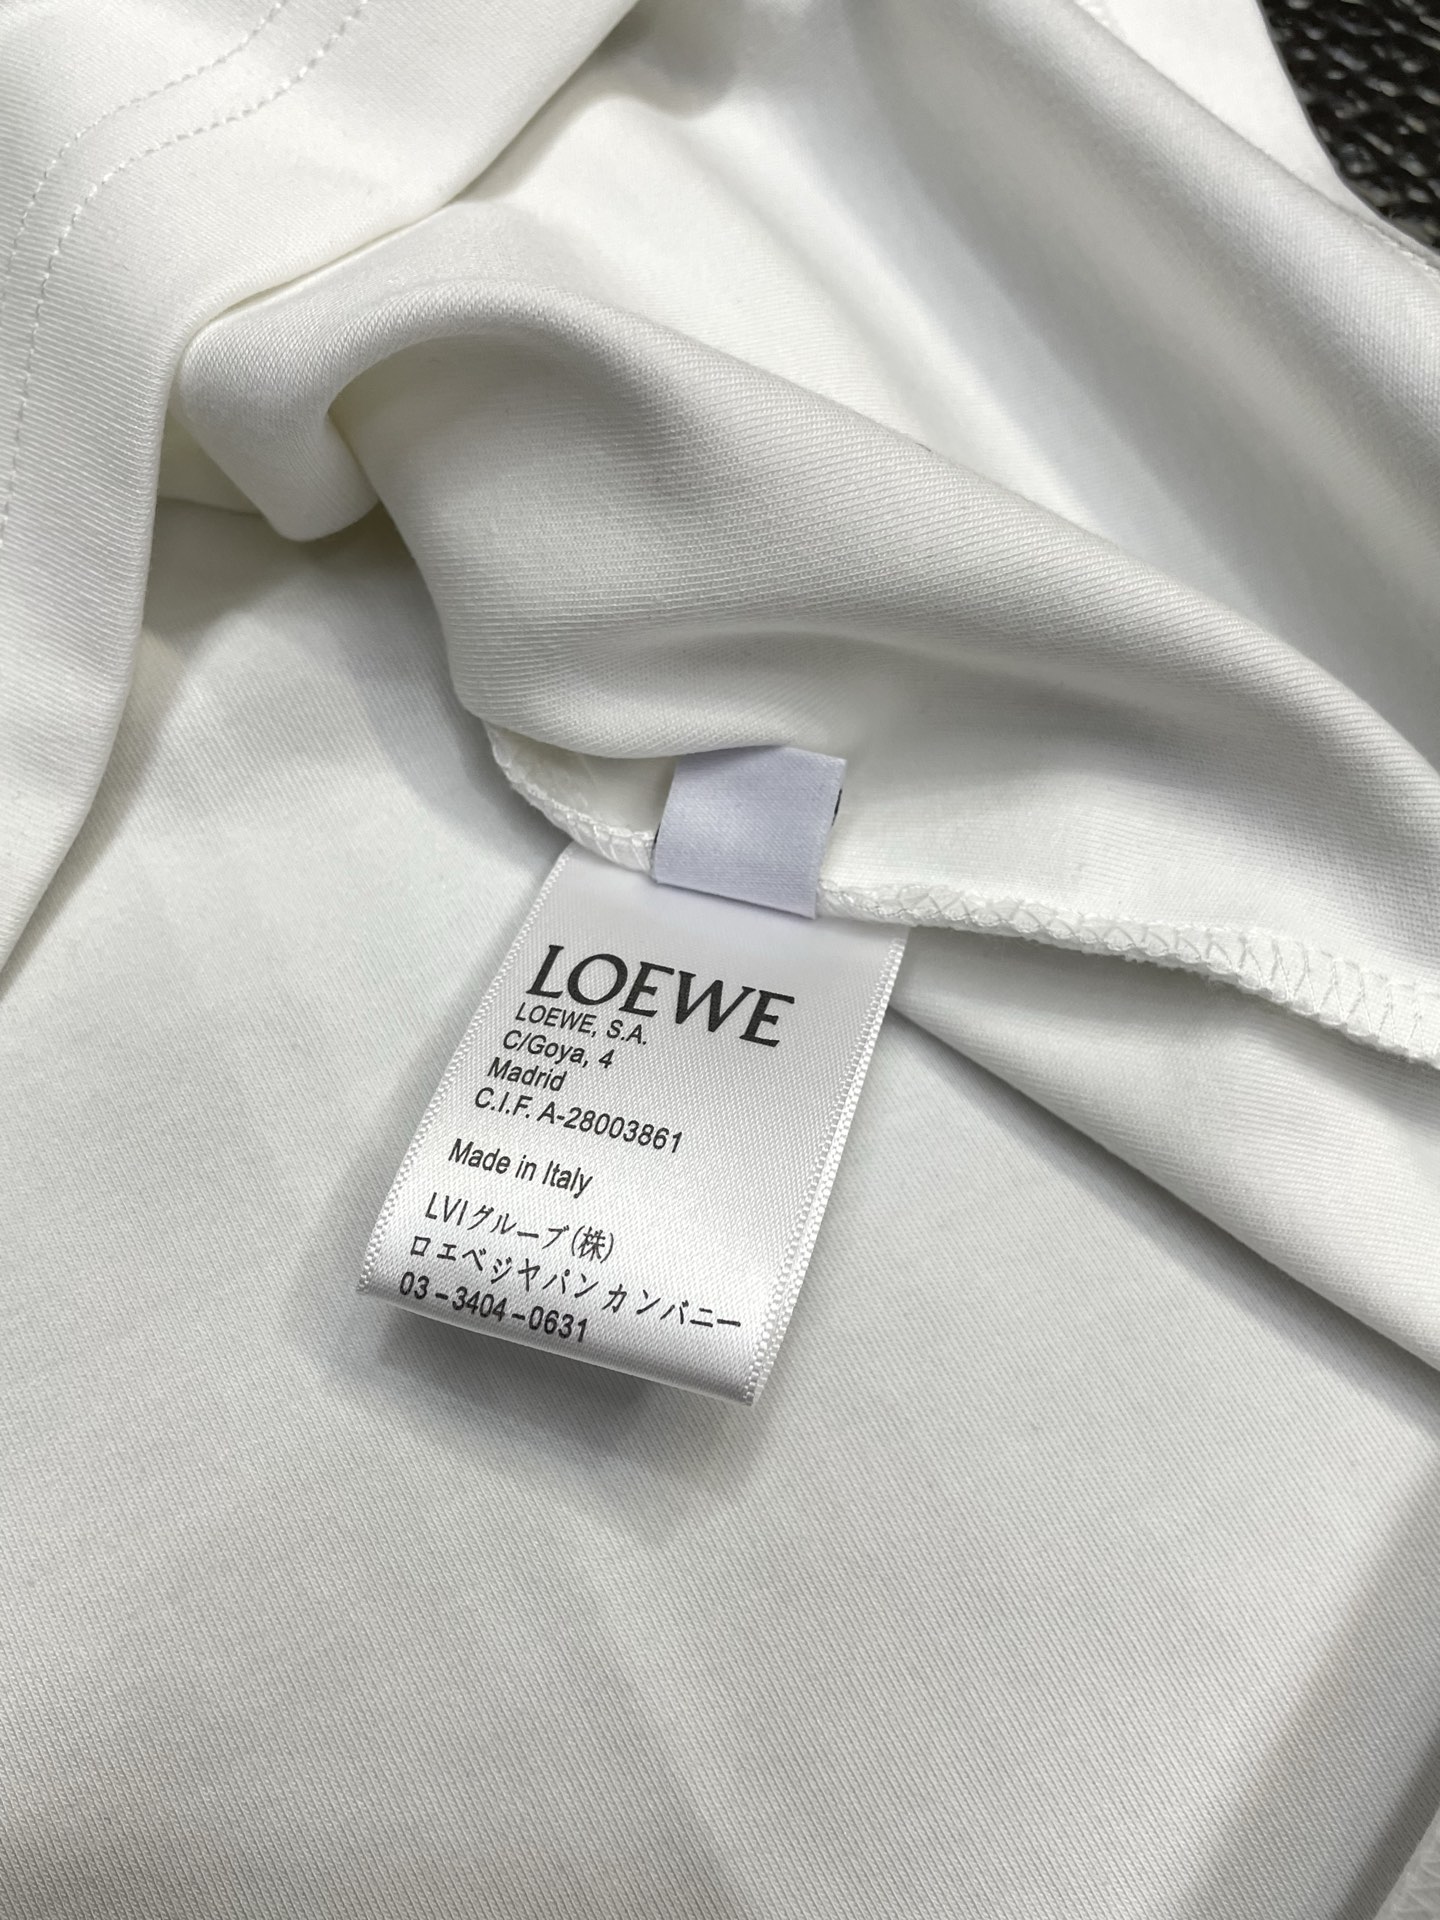 LOEWE
LOEWE, S.A.
C/Goya, 4
Madrid
C.I.F. A-28003861
Made in Italy
LVIグループ(株)
ロエベジャパンカンパニー
03-3404-0631